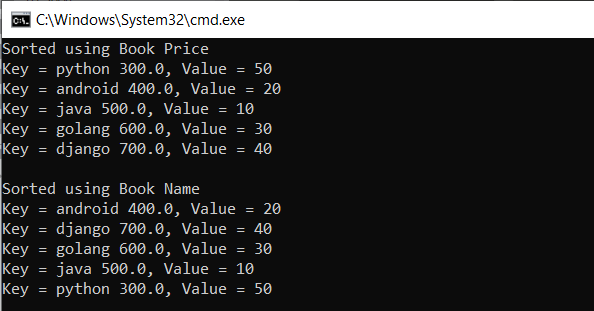 C:\Windows\System32\cmd.exe
Sorted using Book Price
Key = python 300.0, Value = 50
Key = android 400.0, Value = 20
Key = java 500.0, Value = 10
Key = golang 600.0, Value = 30
Key = django 700.0, Value = 40

Sorted using Book Name
Key = android 400.0, Value = 20
Key = django 700.0, Value = 40
Key = golang 600.0, Value = 30
Key = java 500.0, Value = 10
Key = python 300.0, Value = 50